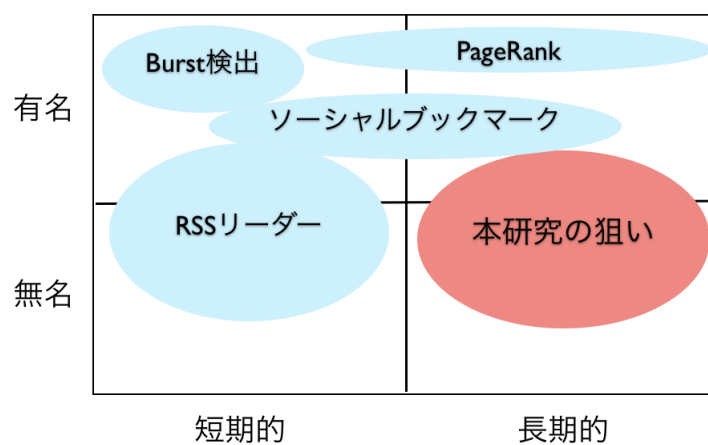 Burst検出
PageRank
有名
ソーシャルブックマーク
RSSリーダー
本研究の狙い
無名
短期的
長期的